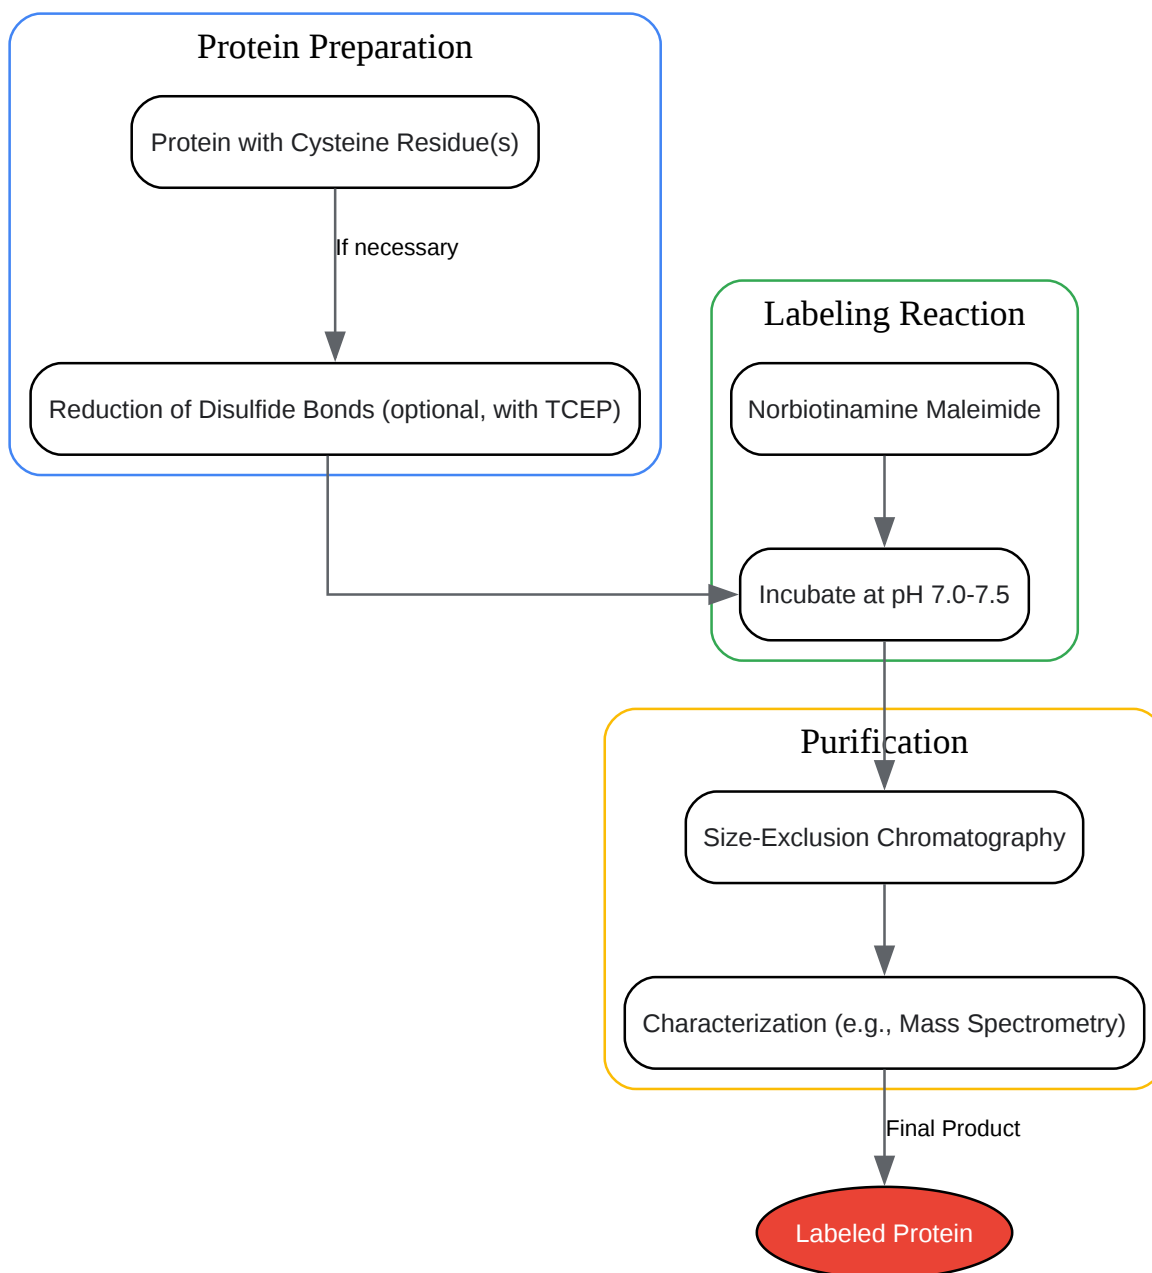 Protein Preparation
Protein with Cysteine Residue(s)
If necessary
Reduction of Disulfide Bonds (optional, with TCEP)
Labeling Reaction
Norbiotinamine Maleimide
Incubate at pH 7.0-7.5
Purification
Size-Exclusion Chromatography
Characterization (e.g., Mass Spectrometry)
Final Product
Labeled Protein